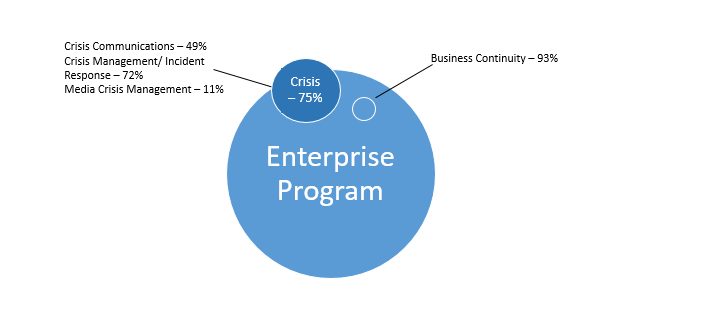 Crisis Communications – 49%
Crisis Management/ Incident
Response – 72%
Media Crisis Management – 11%
Business Continuity – 93%
Crisis
– 75%
Enterprise
Program